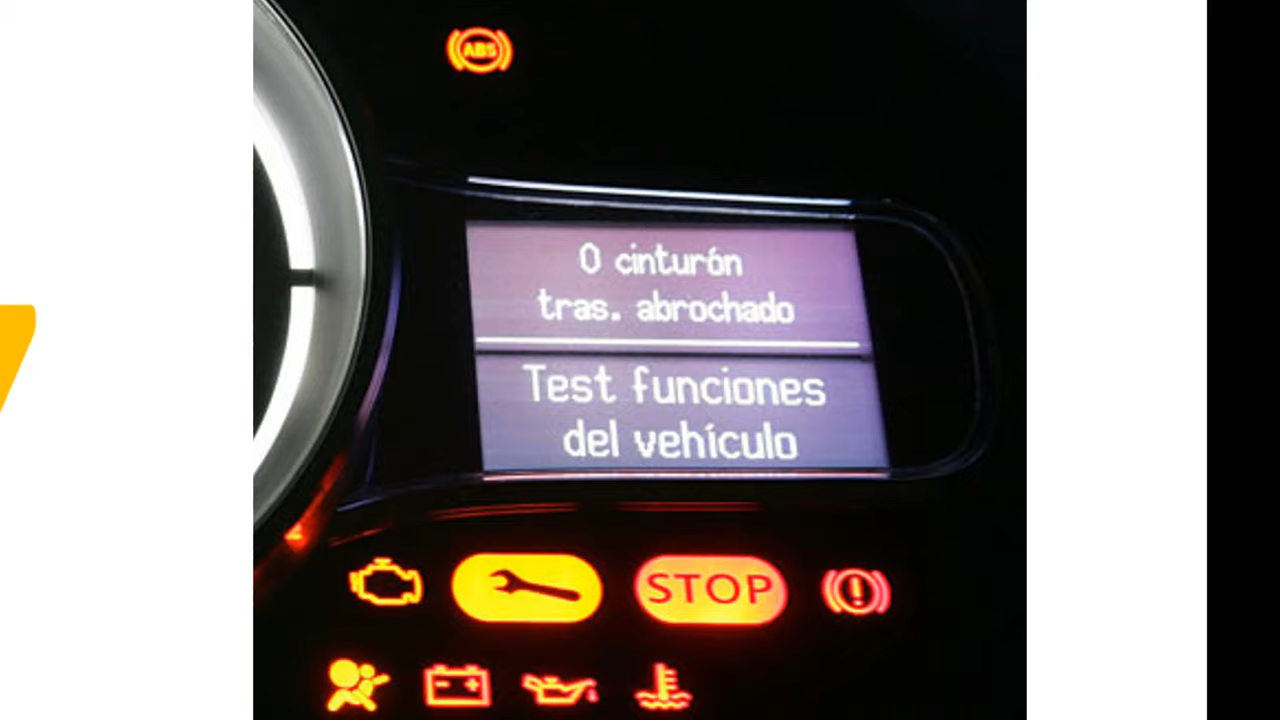 ABS
0 cinturón
tras. abrochado
Test funciones
del vehículo
STOP